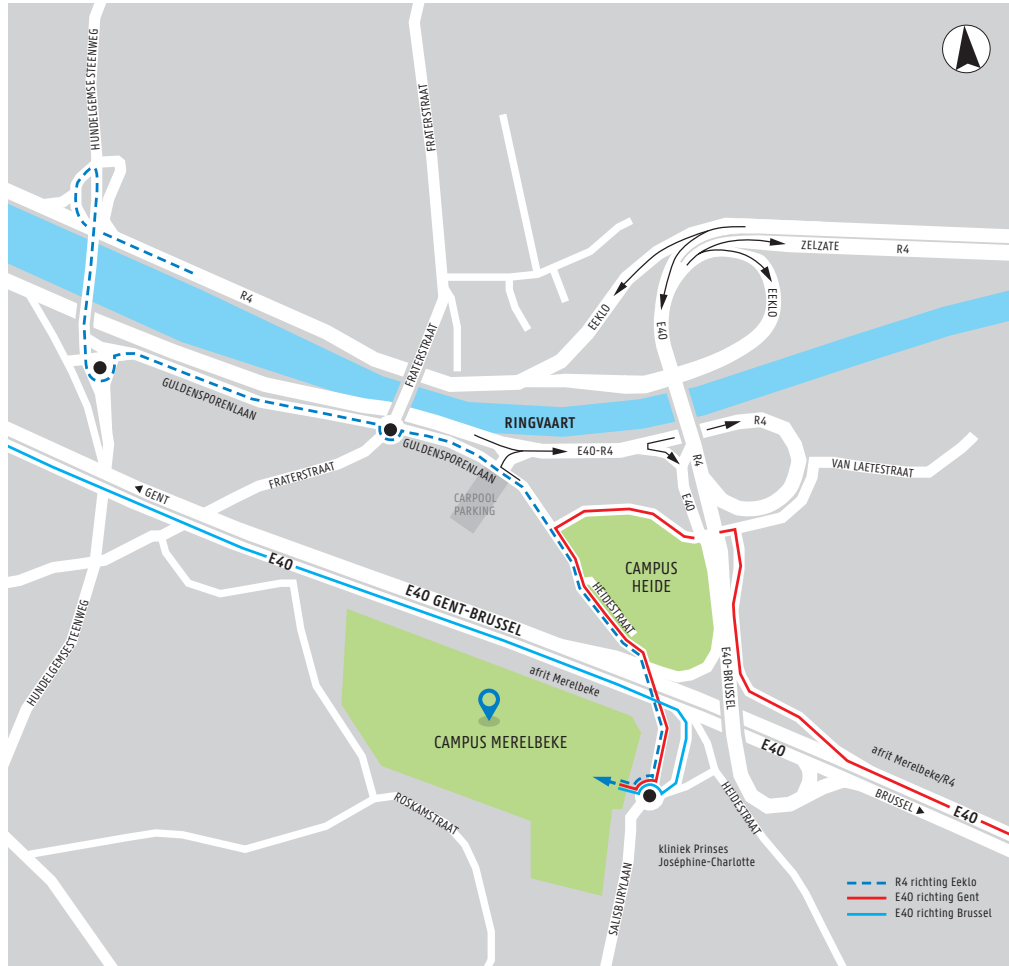 HUNDELGEMSESTEENWEG
FRATERSTRAAT
ZELZATE
R4
EEKLO
EEKLO
E40
R4
FRATERSTRAAT
GULDENSPORENLAAN
RINGVAART
R4
GULDENSPORENLAAN
E40-R4
R4
VAN LAETESTRAAT
FRATERSTRAAT
GENT
CARPOOL
PARKING
E40
E40
CAMPUS
HEIDE
E40 GENT-BRUSSEL
HEIDESTRAAT
HUNDELGEMSESTEENWEG
afrit Merelbeke
E40-BRUSSEL
CAMPUS MERELBEKE
E40
afrit Merelbeke/R4
BRUSSEL
E40
ROSKAMSTRAAT
HEIDESTRAAT
kliniek Prinses
Joséphine-Charlotte
SALISBURYLAAN
R4 richting Eeklo
E40 richting Gent
E40 richting Brussel